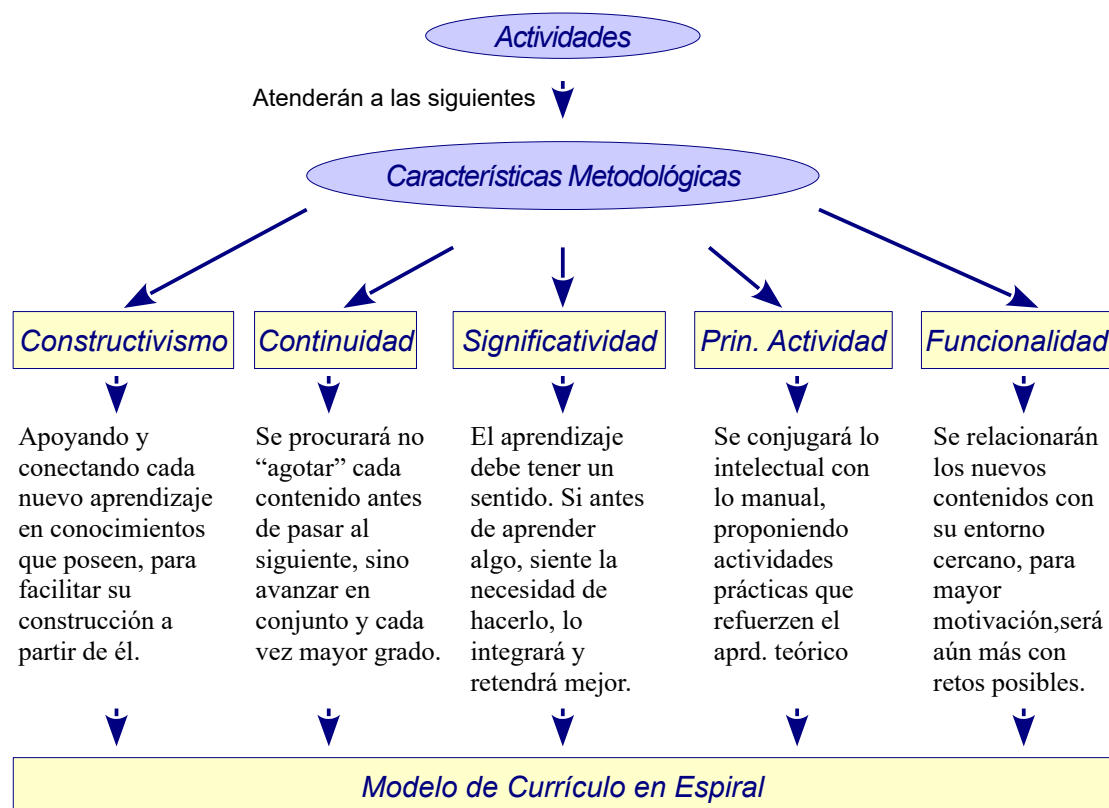 Actividades
Atenderán a las siguientes
Características Metodológicas
Constructivismo
Continuidad
Significatividad
Prin. Actividad
Funcionalidad
Apoyando y
conectando cada
nuevo aprendizaje
en conocimientos
que poseen, para
facilitar su
construcción a
partir de él.
Se procurará no
“agotar” cada
contenido antes
de pasar al
siguiente, sino
avanzar en
conjunto y cada
vez mayor grado.
El aprendizaje
debe tener un
sentido. Si antes
de aprender
algo, siente la
necesidad de
hacerlo, lo
integrará y
retendrá mejor.
Se conjugará lo
intelectual con
lo manual,
proponiendo
actividades
prácticas que
refuerzen el
aprd. teórico
Se relacionarán
los nuevos
contenidos con
su entorno
cercano, para
mayor
motivación,será
aún más con
retos posibles.
Modelo de Currículo en Espiral